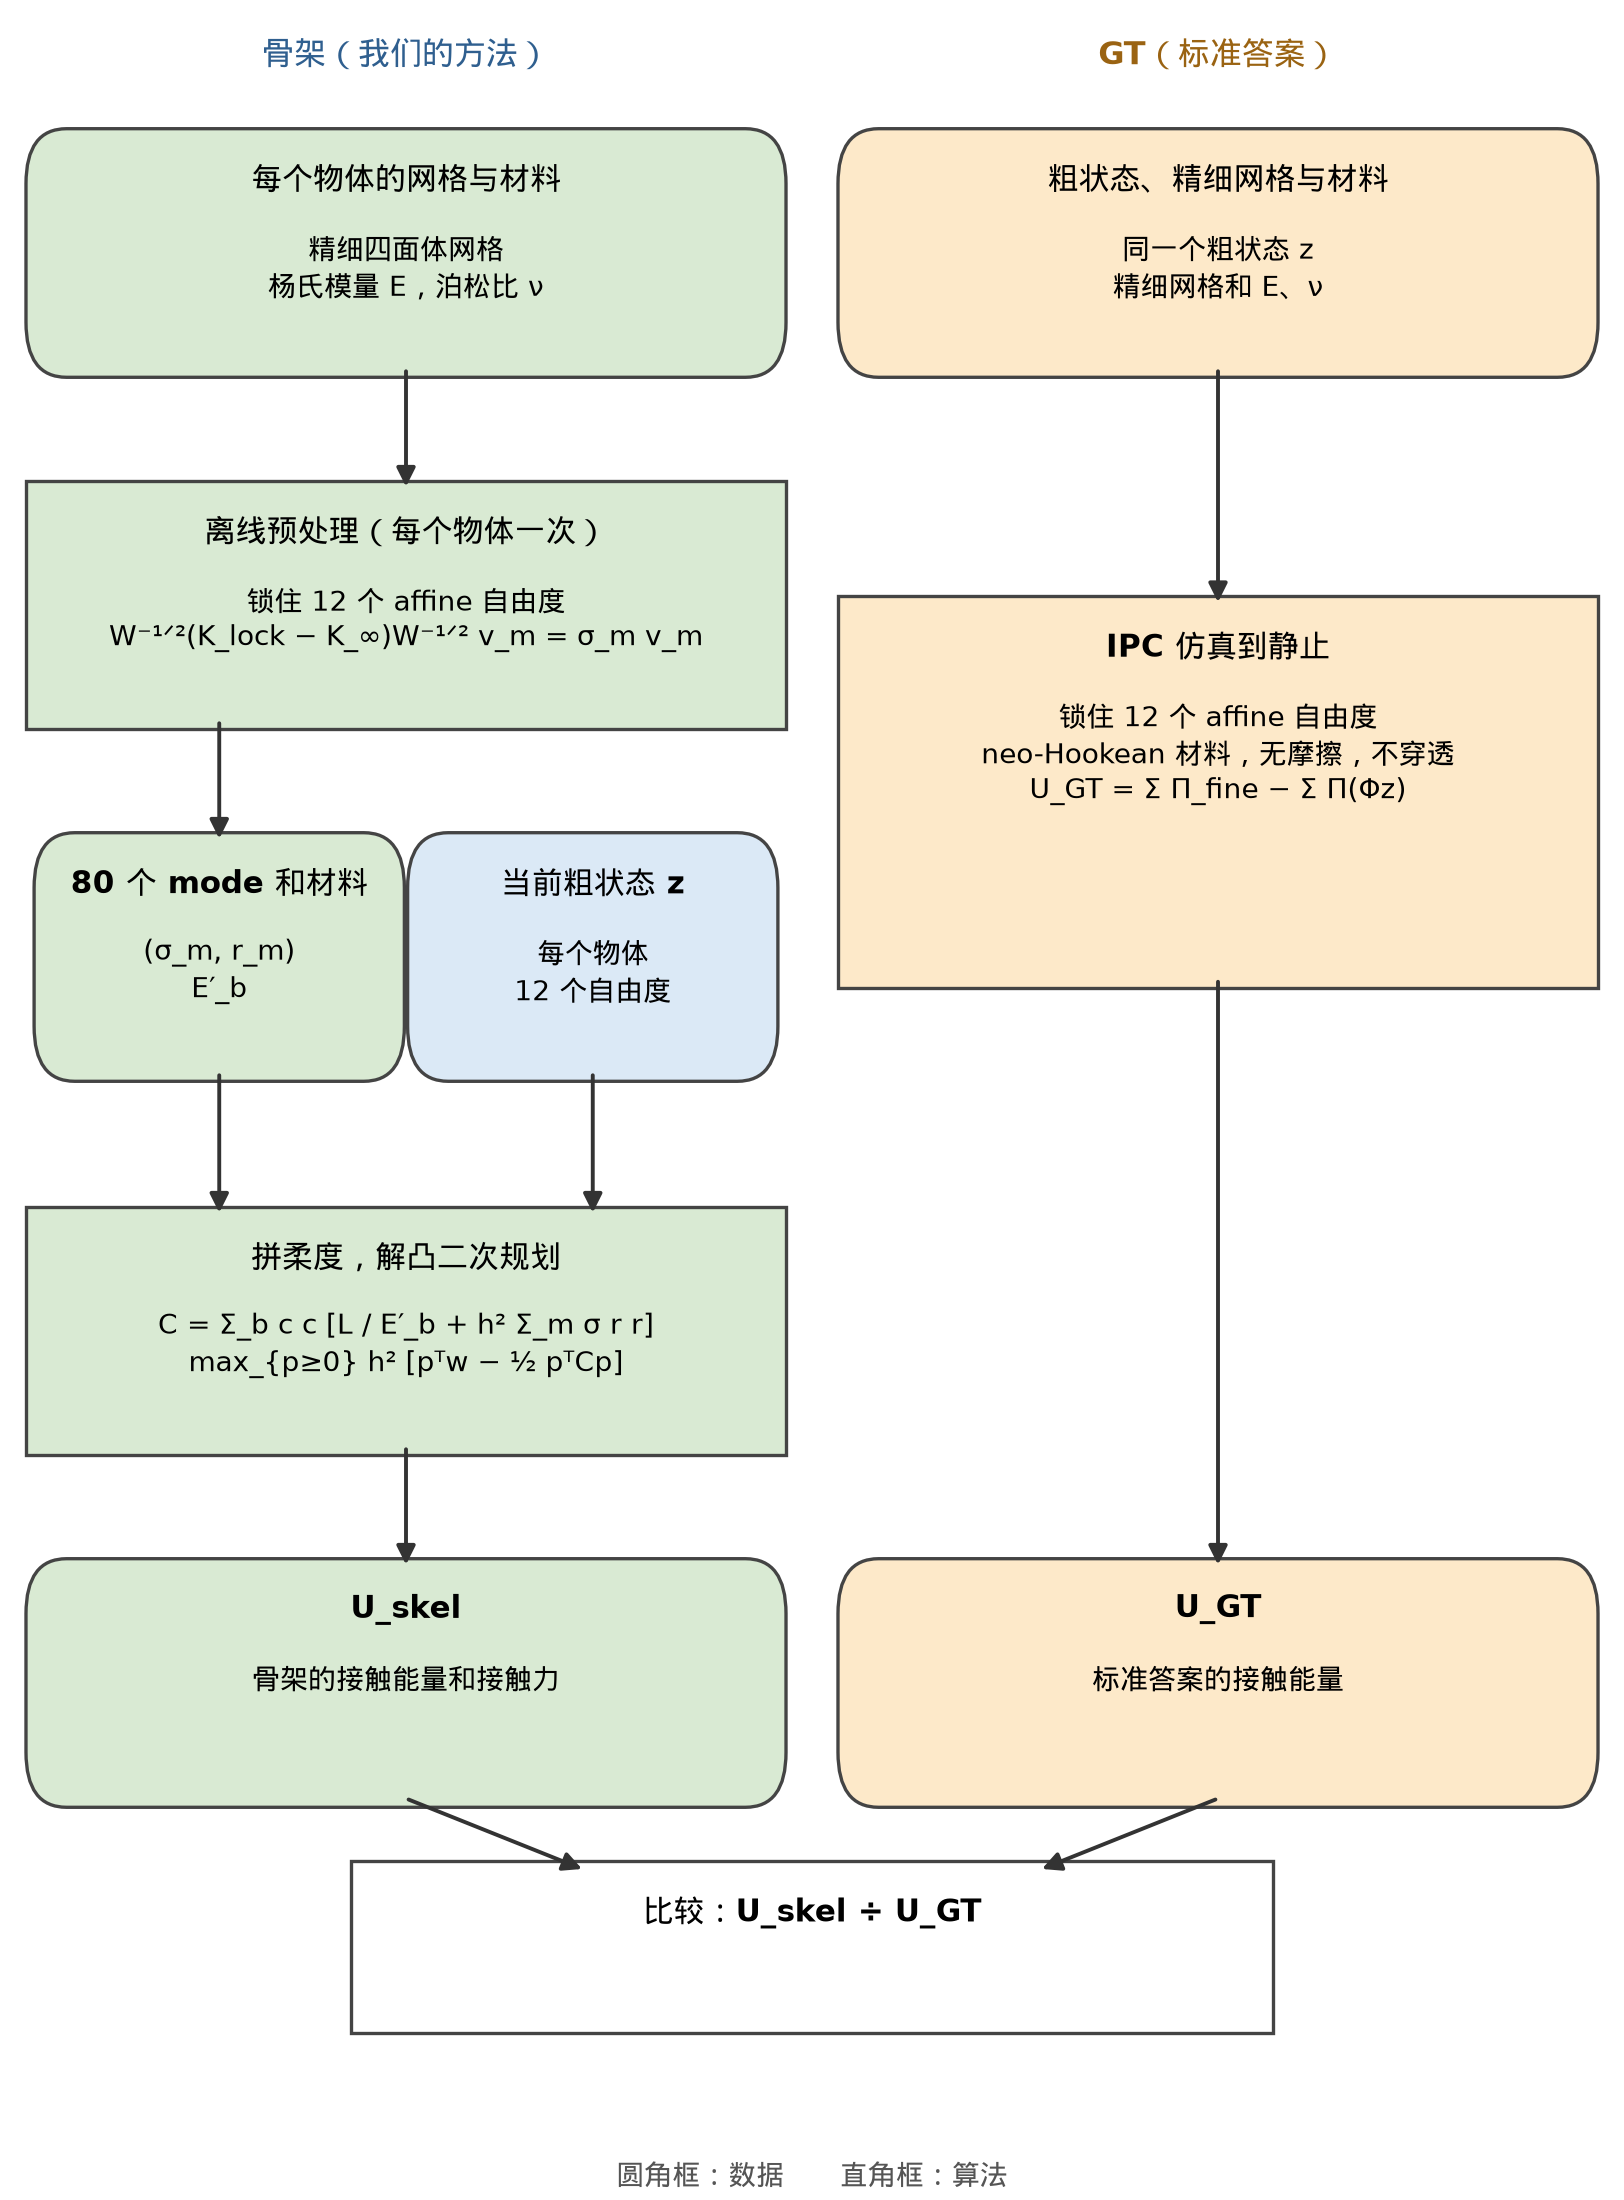 骨架（我们的方法）
GT（标准答案）
每个物体的网格与材料
精细四面体网格
杨氏模量 E，泊松比 ν
粗状态、精细网格与材料
同一个粗状态 z
精细网格和 E、ν
离线预处理（每个物体一次）
锁住 12 个 affine 自由度
W⁻¹ᐟ²(K_lock − K_∞)W⁻¹ᐟ² v_m = σ_m v_m
IPC 仿真到静止
锁住 12 个 affine 自由度
neo-Hookean 材料，无摩擦，不穿透
U_GT = Σ Π_fine − Σ Π(Φz)
80 个 mode 和材料
(σ_m, r_m)
E′_b
当前粗状态 z
每个物体
12 个自由度
拼柔度，解凸二次规划
C = Σ_b c c [L / E′_b + h² Σ_m σ r r]
max_{p≥0} h² [pᵀw − ½ pᵀCp]
U_skel
骨架的接触能量和接触力
U_GT
标准答案的接触能量
比较：U_skel ÷ U_GT
圆角框：数据　　直角框：算法